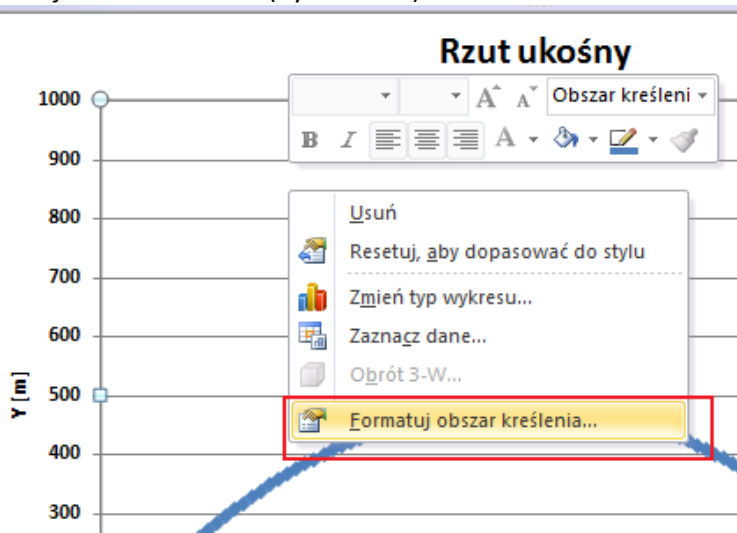 Rzut ukośny
Obszar kreśleni
A A
B I A
Usuń
Resetuj, aby dopasować do stylu
Zmień typ wykresu...
Zaznacz dane...
Obrót 3-W...
Formatuj obszar kreślenia...
Y [m]
1000
900
800
700
600
500
400
300